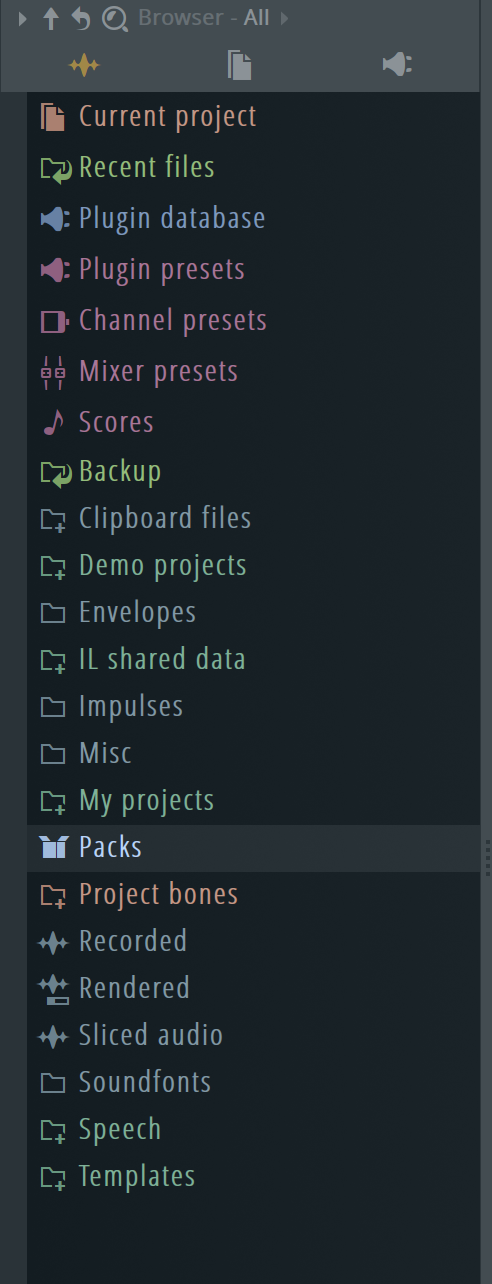 Browser - All
Current project
Recent files
Plugin database
Plugin presets
Channel presets
Mixer presets
Scores
Backup
Clipboard files
Demo projects
Envelopes
IL shared data
Impulses
Misc
My projects
Packs
Project bones
Recorded
Rendered
Sliced audio
Soundfonts
Speech
Templates